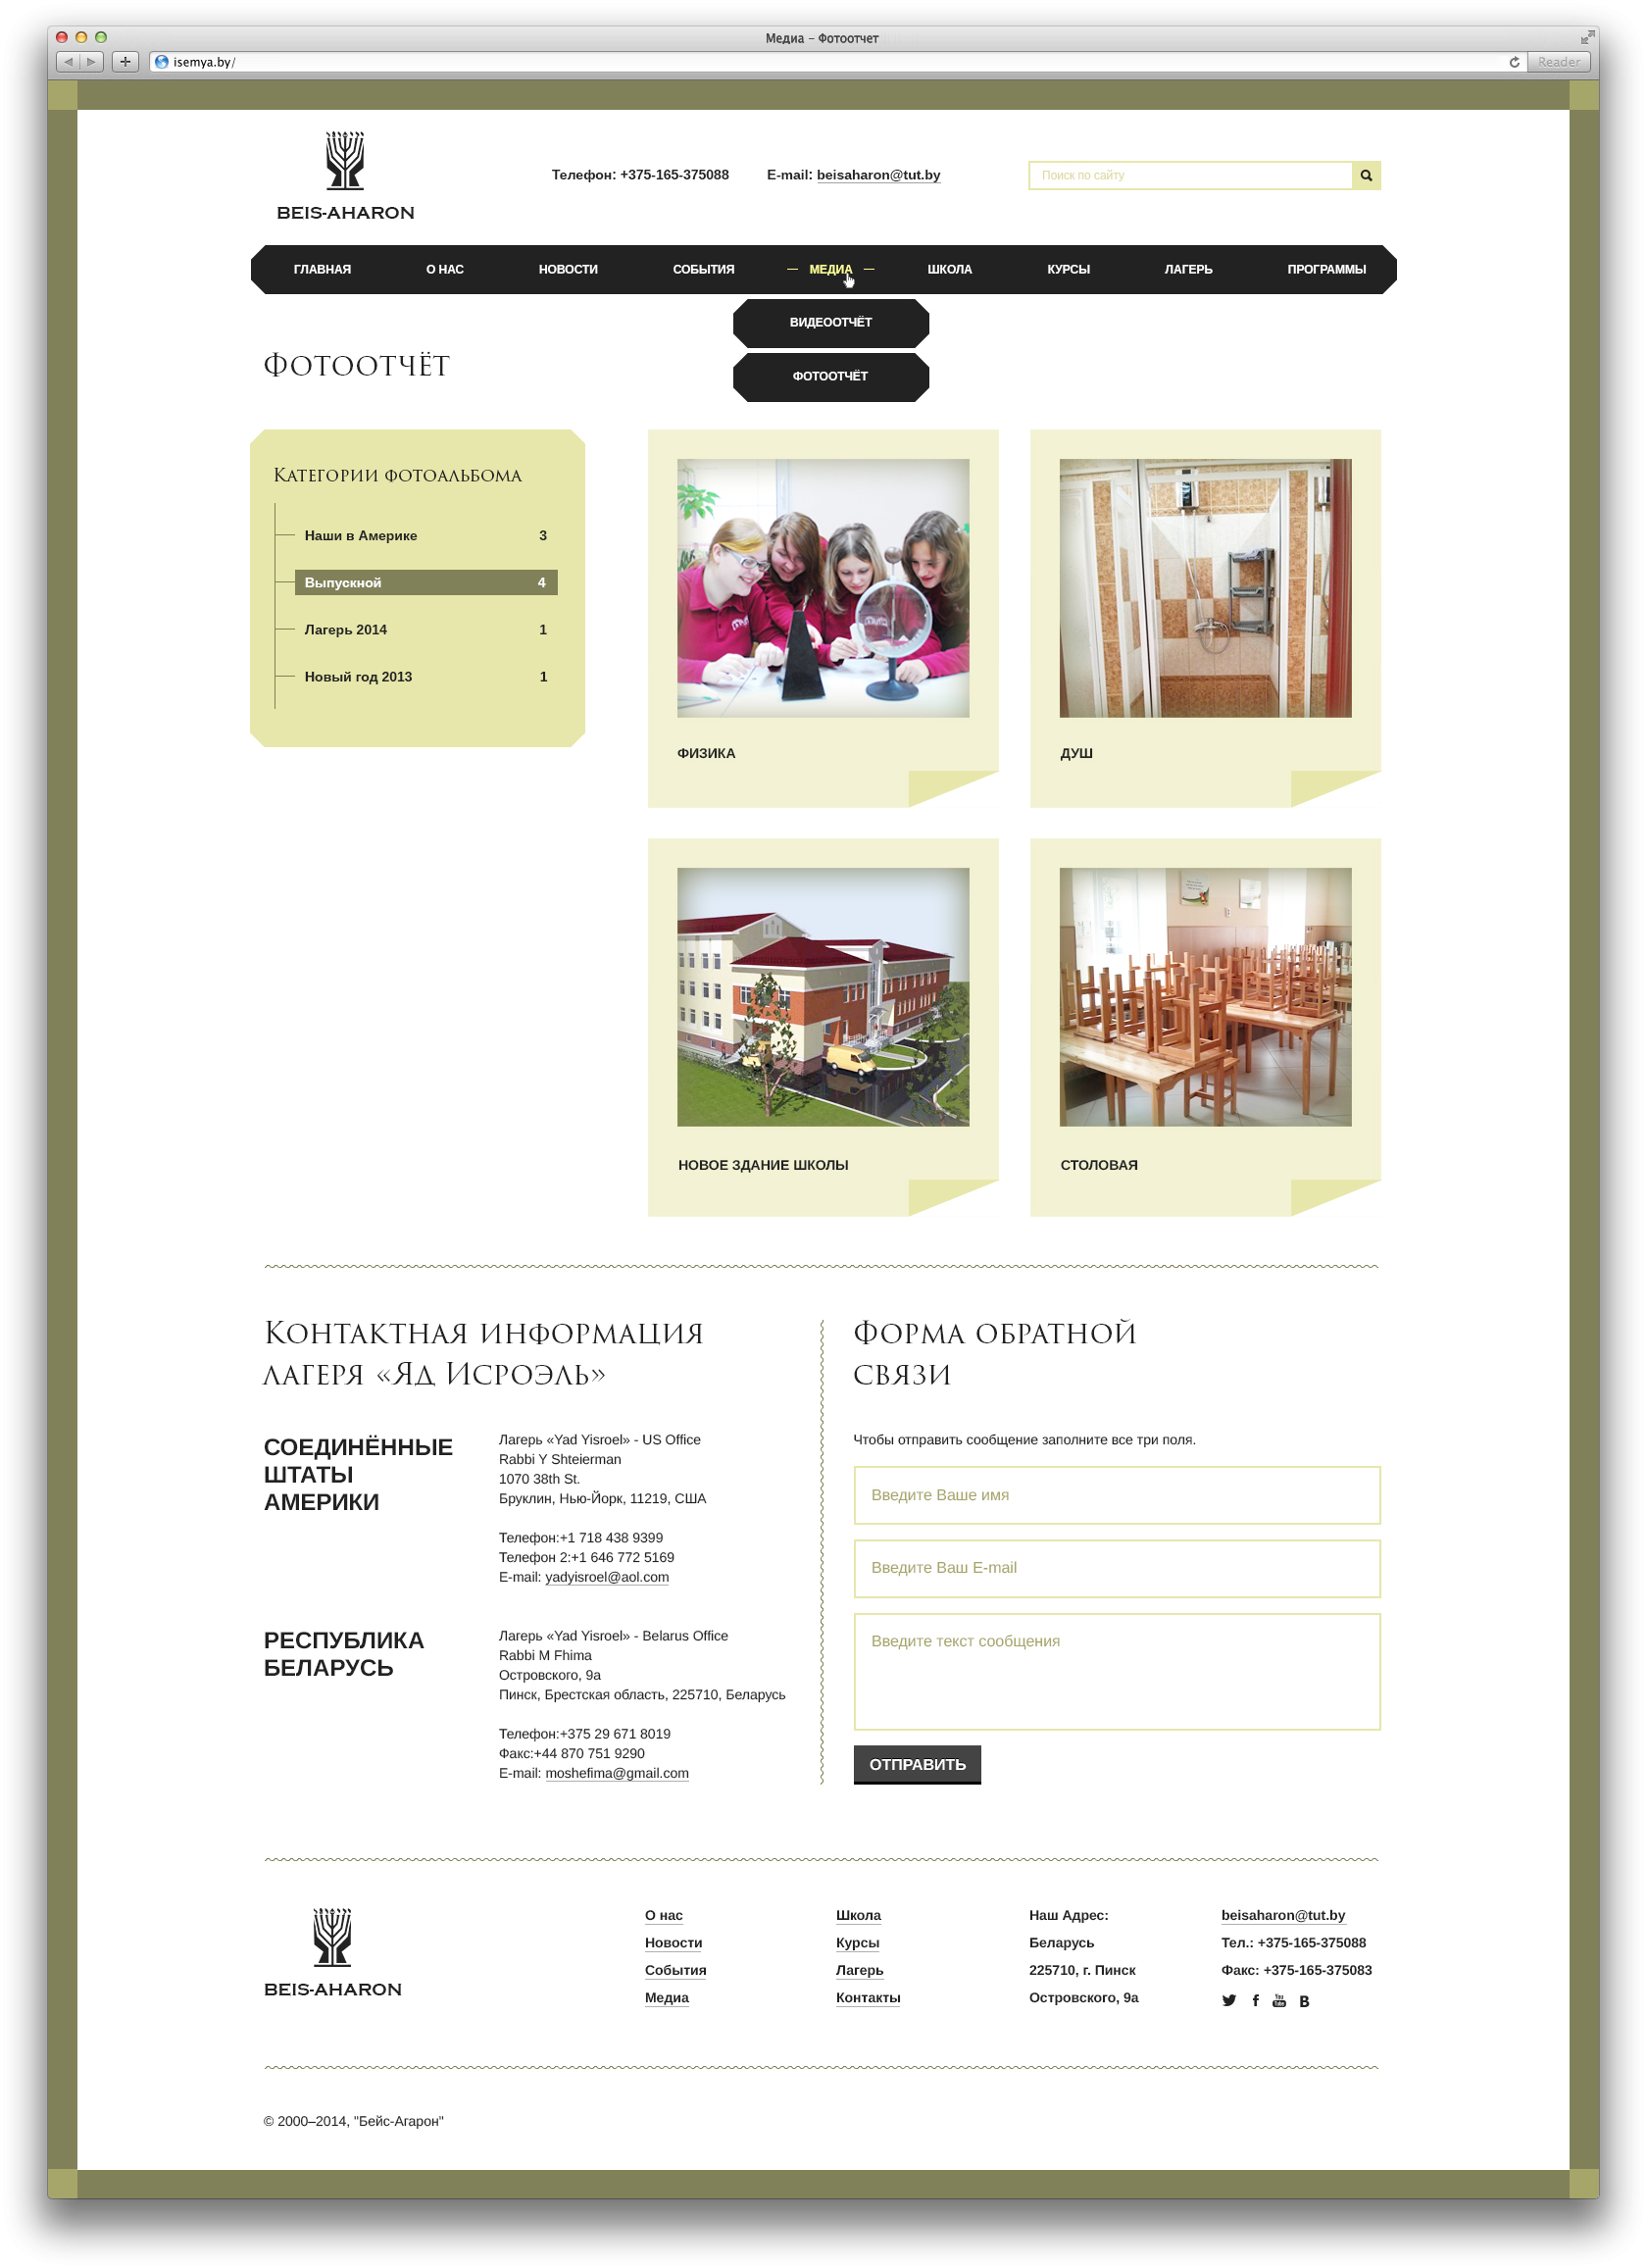 Медиа – Фотоотчет
isemya.by/
Reader
BEIS-AHARON
Телефон: +375-165-375088
E-mail: beisaharon@tut.by
Поиск по сайту
ГЛАВНАЯ О НАС НОВОСТИ СОБЫТИЯ МЕДИА ШКОЛА КУРСЫ ЛАГЕРЬ ПРОГРАММЫ
ВИДЕООТЧЁТ
ФОТООТЧЁТ
Фотоотчёт
Категории фотоальбома
Наши в Америке 3
Выпускной 4
Лагерь 2014 1
Новый год 2013 1
ФИЗИКА
ДУШ
НОВОЕ ЗДАНИЕ ШКОЛЫ
СТОЛОВАЯ
Контактная информация
лагеря «Яд Исроэль»
СОЕДИНЁННЫЕ
ШТАТЫ
АМЕРИКИ
Лагерь «Yad Yisroel» - US Office
Rabbi Y Shteierman
1070 38th St.
Бруклин, Нью-Йорк, 11219, США
Телефон:+1 718 438 9399
Телефон 2:+1 646 772 5169
E-mail: yadyisroel@aol.com
РЕСПУБЛИКА
БЕЛАРУСЬ
Лагерь «Yad Yisroel» - Belarus Office
Rabbi M Fhima
Островского, 9а
Пинск, Брестская область, 225710, Беларусь
Телефон:+375 29 671 8019
Факс:+44 870 751 9290
E-mail: moshefima@gmail.com
Форма обратной
связи
Чтобы отправить сообщение заполните все три поля.
Введите Ваше имя
Введите Ваш E-mail
Введите текст сообщения
ОТПРАВИТЬ
BEIS-AHARON
О нас
Новости
События
Медиа
Школа
Курсы
Лагерь
Контакты
Наш Адрес:
Беларусь
225710, г. Пинск
Островского, 9а
beisaharon@tut.by
Тел.: +375-165-375088
Факс: +375-165-375083
© 2000–2014, "Бейс-Агарон"